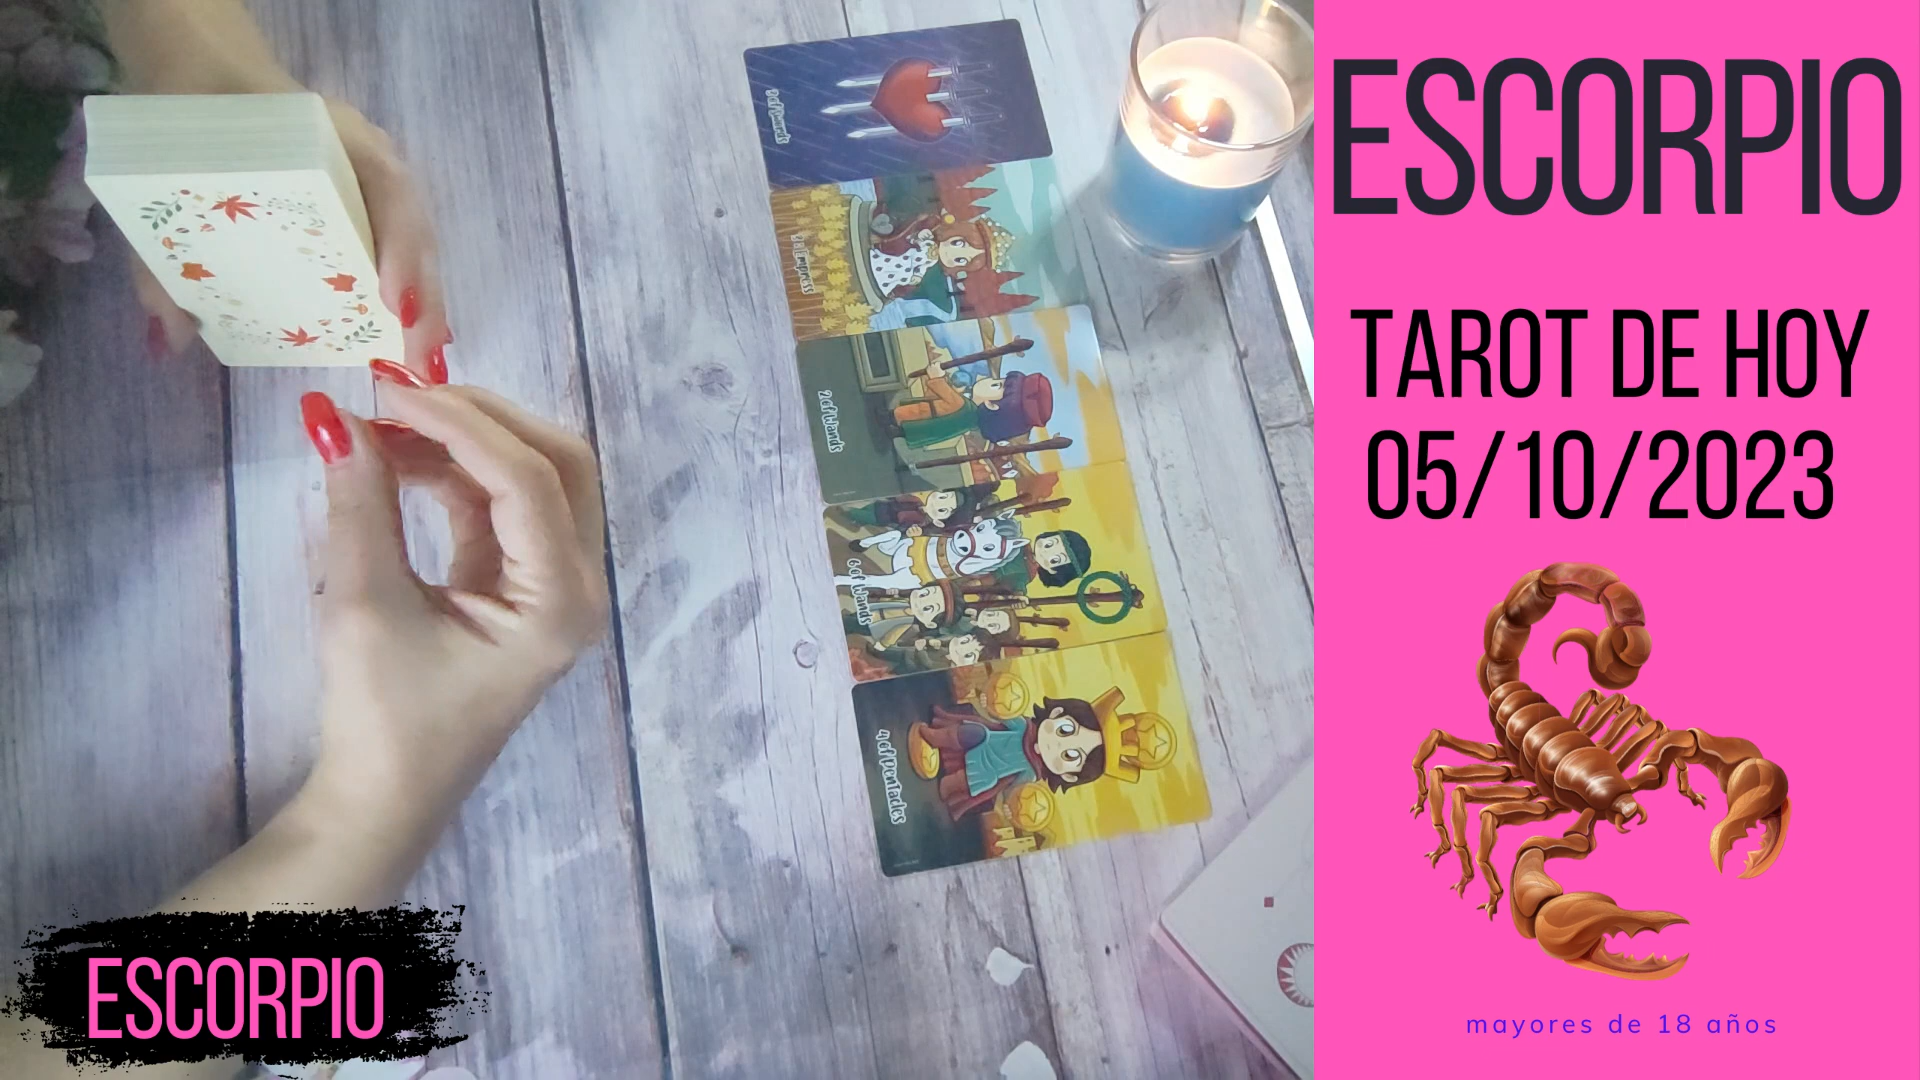 ESCORPIO
TAROT DE HOY
05/10/2023
mayores de 18 años
3 of Swords
3: Empress
2 of Wands
6 of Wands
4 of Pentacles
ESCORPIO